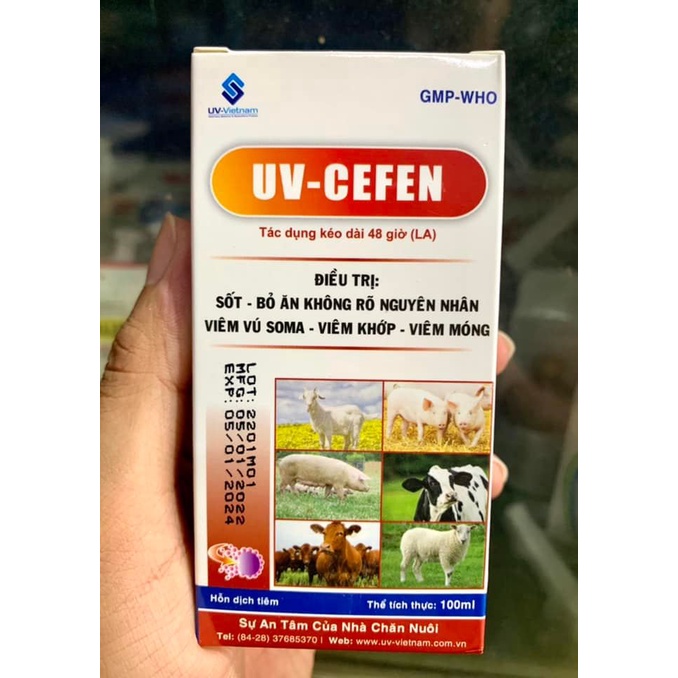 UV-Vietnam
GMP-WHO
UV-CEFEN
Tác dụng kéo dài 48 giờ (LA)
ĐIỀU TRỊ:
SỐT - BỎ ĂN KHÔNG RÕ NGUYÊN NHÂN
VIÊM VÚ SOMA - VIÊM KHỚP - VIÊM MÓNG
LOT: 2201M01
MFG: 05/01/2022
EXP: 05/01/2024
Hỗn dịch tiêm
Thể tích thực: 100ml
Sự An Tâm Của Nhà Chăn Nuôi
Tel: (84-28) 37685370 | Web: www.uv-vietnam.com.vn